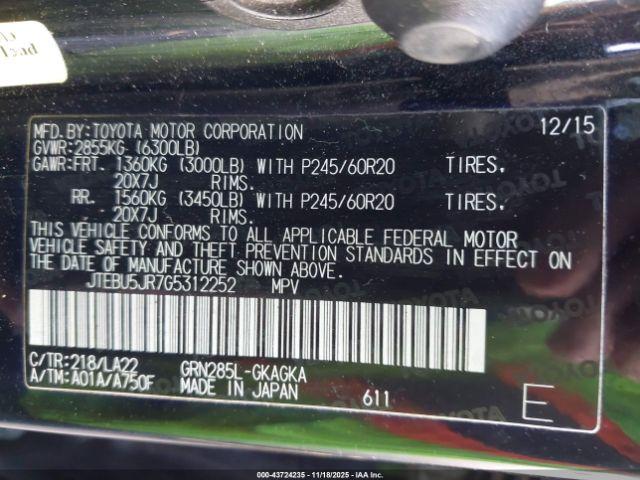 MFD.BY:TOYOTA MOTOR CORPORATION 12/15
GVWR:2855KG (6300LB)
GAWR:FRT. 1360KG (3000LB) WITH P245/60R20 TIRES.
20X7J RIMS.
RR. 1560KG (3450LB) WITH P245/60R20 TIRES.
20X7J RIMS.
THIS VEHICLE CONFORMS TO ALL APPLICABLE FEDERAL MOTOR
VEHICLE SAFETY AND THEFT PREVENTION STANDARDS IN EFFECT ON
THE DATE OF MANUFACTURE SHOWN ABOVE.
JTEBU5JR7G5312252 MPV
C/TR:218/LA22 GRN285L-GKAGKA
A/TM:A01A/A750F MADE IN JAPAN 611 E
000-43724235 - 11/18/2025 - IAA Inc.